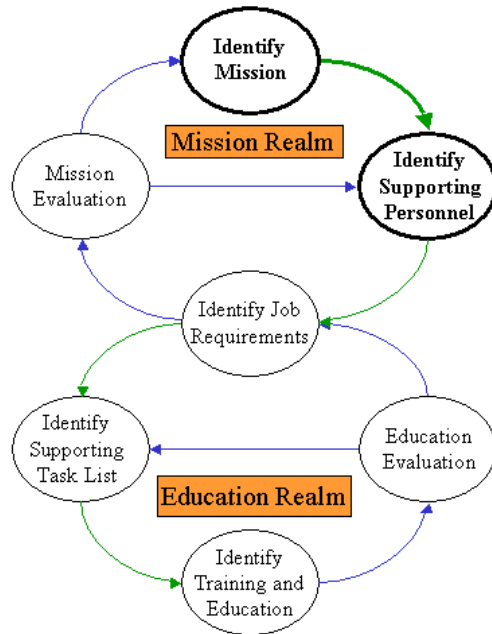 Identify
Mission
Mission Realm
Mission
Evaluation
Identify
Supporting
Personnel
Identify Job
Requirements
Identify
Supporting
Task List
Education
Evaluation
Education Realm
Identify
Training and
Education